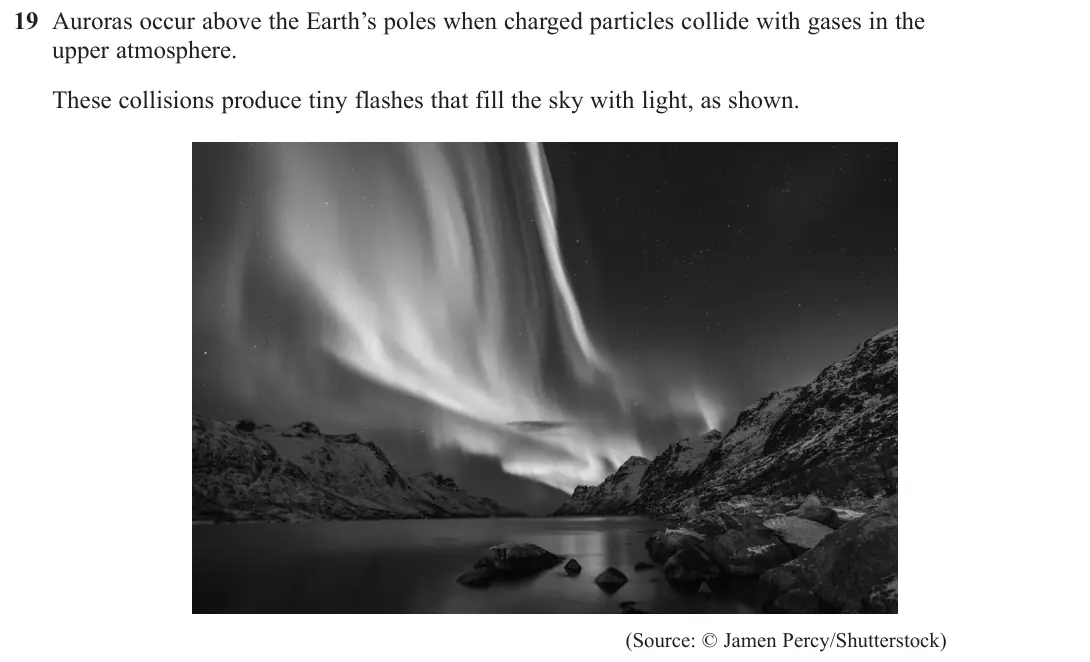 19 Auroras occur above the Earth’s poles when charged particles collide with gases in the
upper atmosphere.
These collisions produce tiny flashes that fill the sky with light, as shown.
(Source: © Jamen Percy/Shutterstock)